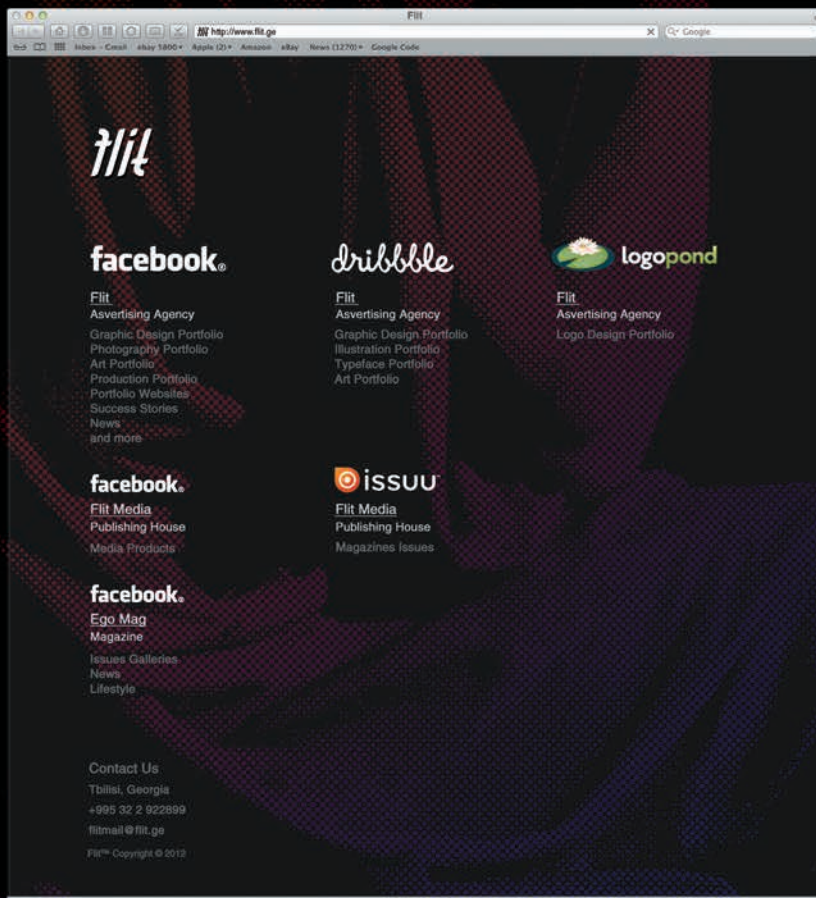 Flit
http://www.flit.ge
Google
Inbox - Gmail ebay 1800 Apple (2) Amazon eBay News (1270) Google Code
flit
facebook®
Flit
Asvertising Agency
Graphic Design Portfolio
Photography Portfolio
Art Portfolio
Production Portfolio
Portfolio Websites
Success Stories
News
and more
dribbble
Flit
Asvertising Agency
Graphic Design Portfolio
Illustration Portfolio
Typeface Portfolio
Art Portfolio
logopond
Flit
Asvertising Agency
Logo Design Portfolio
facebook®
Flit Media
Publishing House
Media Products
issuu
Flit Media
Publishing House
Magazines Issues
facebook®
Ego Mag
Magazine
Issues Galleries
News
Lifestyle
Contact Us
Tbilisi, Georgia
+995 32 2 922899
flitmail@flit.ge
Flit™ Copyright © 2012